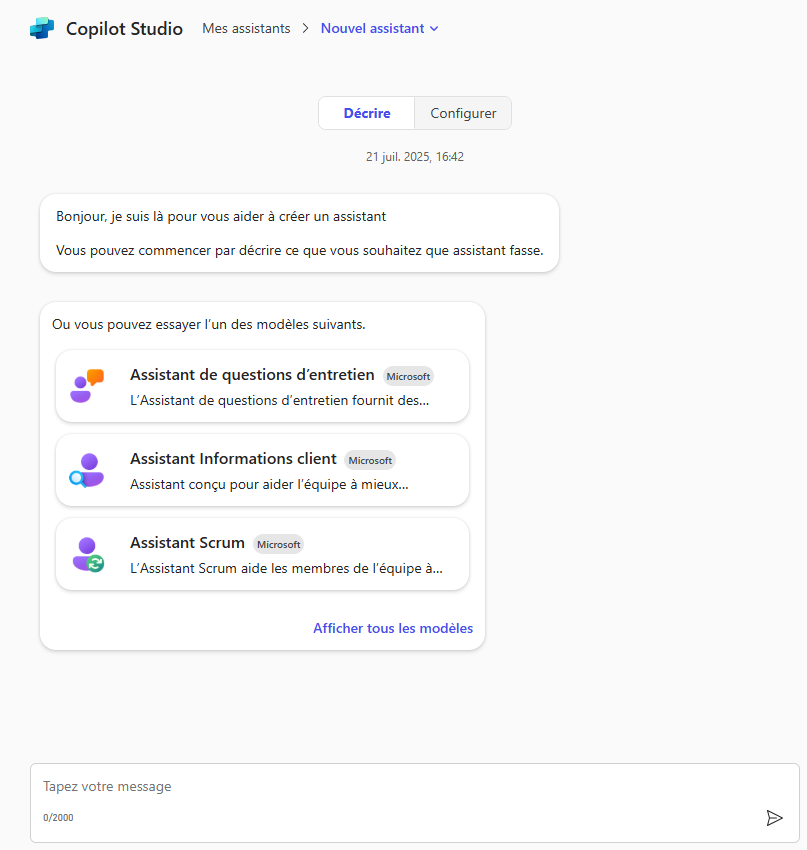 Copilot Studio Mes assistants > Nouvel assistant
Décrire Configurer
21 juil. 2025, 16:42
Bonjour, je suis là pour vous aider à créer un assistant
Vous pouvez commencer par décrire ce que vous souhaitez que assistant fasse.
Ou vous pouvez essayer l’un des modèles suivants.
Assistant de questions d’entretien Microsoft
L’Assistant de questions d’entretien fournit des...
Assistant Informations client Microsoft
Assistant conçu pour aider l’équipe à mieux...
Assistant Scrum Microsoft
L’Assistant Scrum aide les membres de l’équipe à...
Afficher tous les modèles
Tapez votre message
0/2000